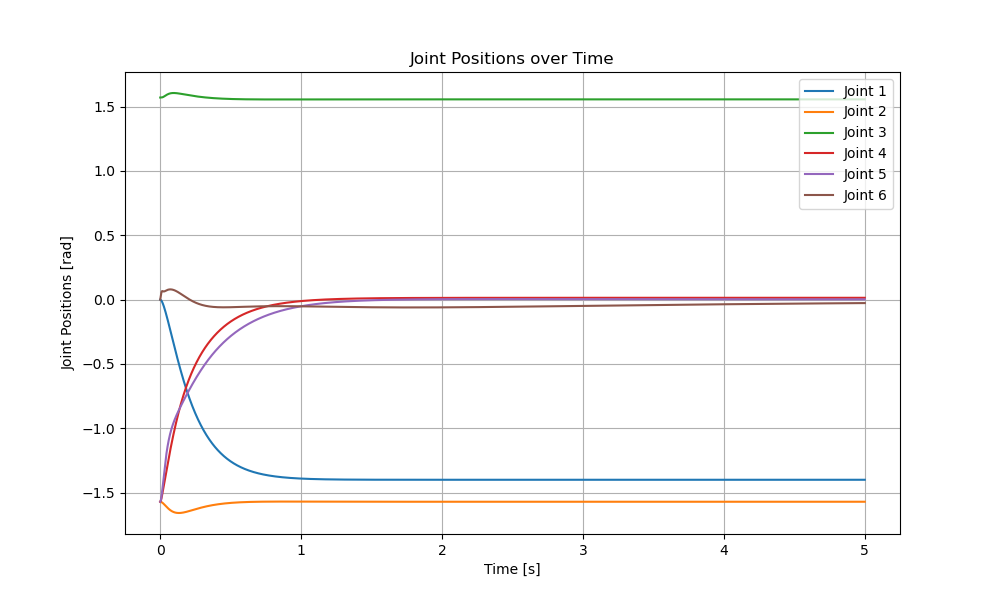 Joint Positions over Time
Joint Positions [rad]
1.5
1.0
0.5
0.0
−0.5
−1.0
−1.5
0 1 2 3 4 5
Time [s]
Joint 1
Joint 2
Joint 3
Joint 4
Joint 5
Joint 6